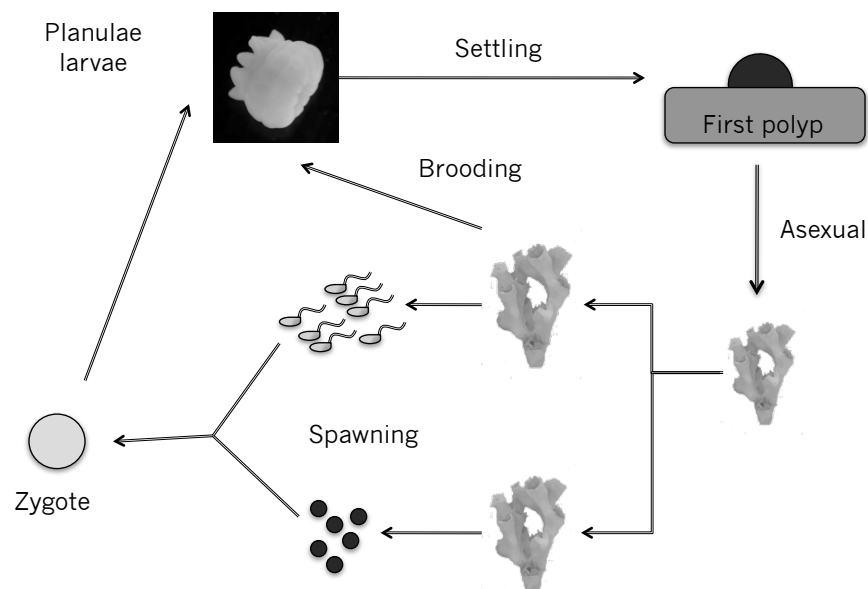 Planulae
larvae
Settling
First polyp
Brooding
Asexual
Spawning
Zygote